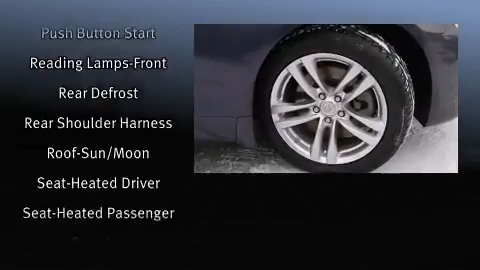 Push Button Start
Reading Lamps-Front
Rear Defrost
Rear Shoulder Harness
Roof-Sun/Moon
Seat-Heated Driver
Seat-Heated Passenger